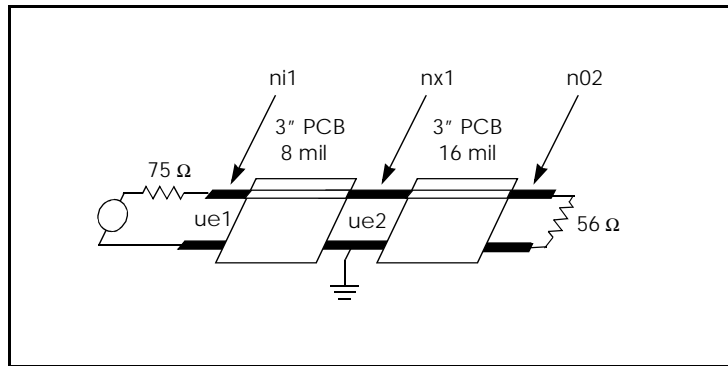 ni1
nx1
n02
3" PCB
8 mil
3" PCB
16 mil
75 Ω
ue1
ue2
56 Ω